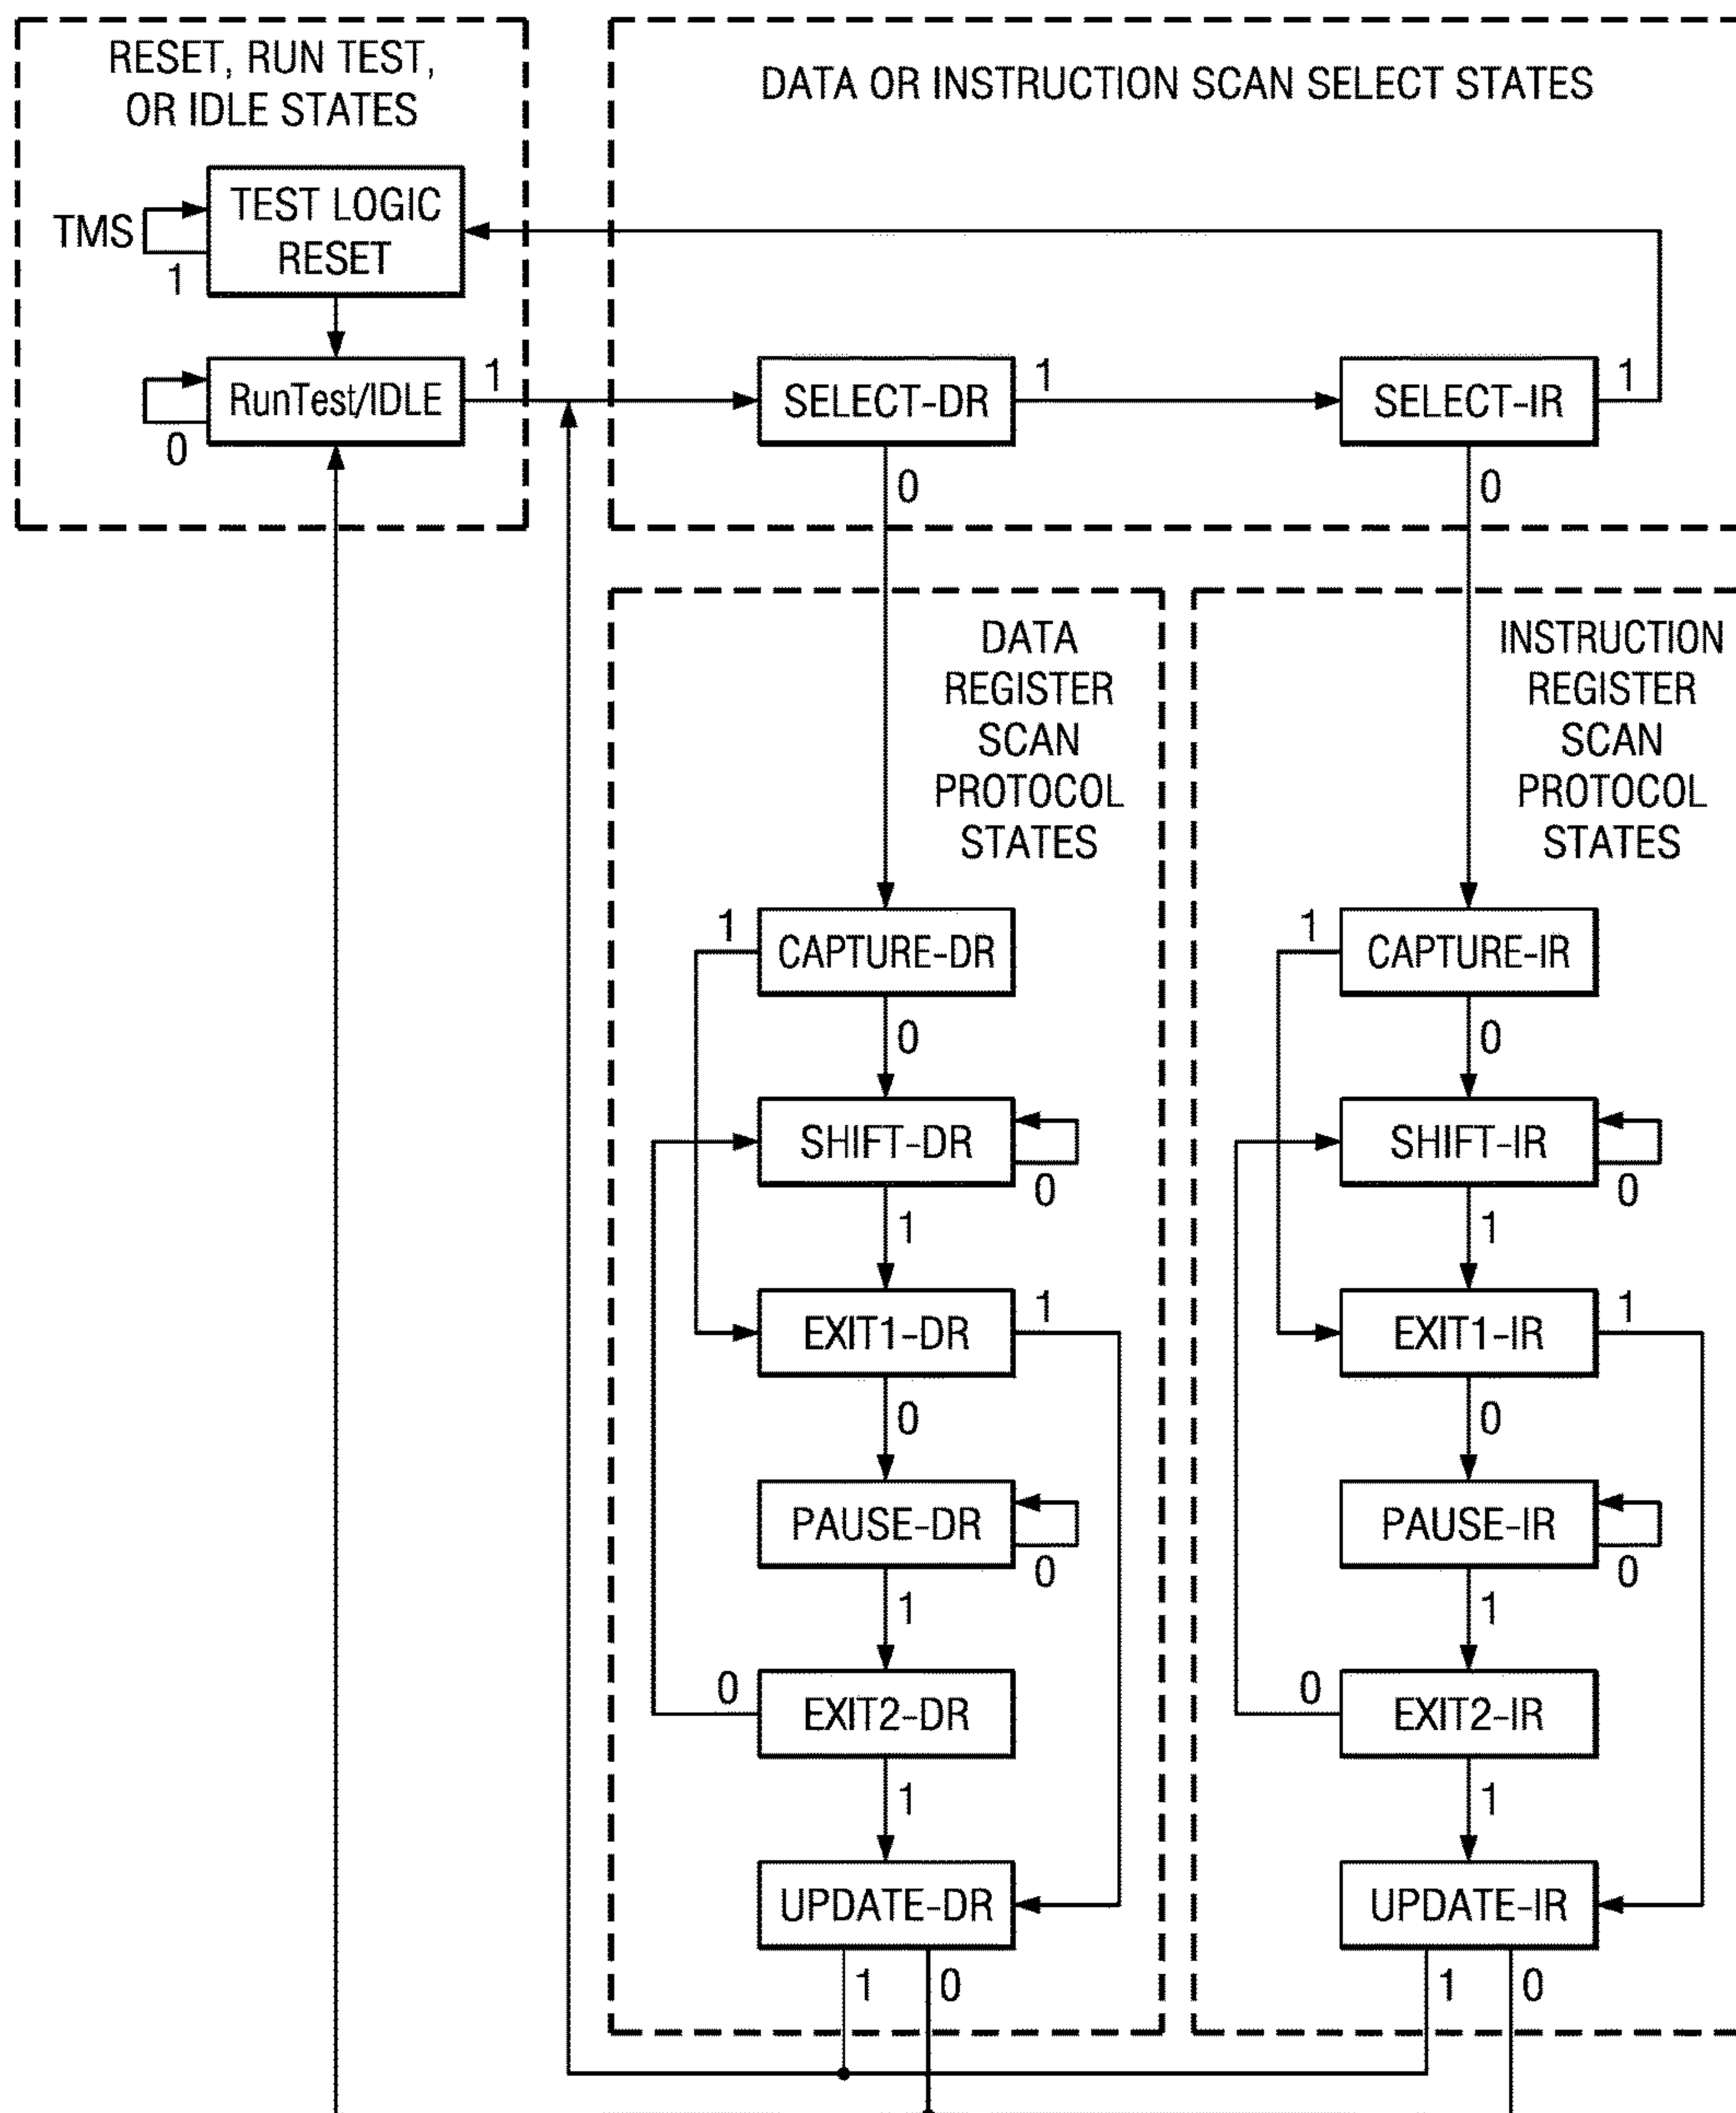 RESET, RUN TEST,
OR IDLE STATES
DATA OR INSTRUCTION SCAN SELECT STATES
TMS
TEST LOGIC
RESET
1
RunTest/IDLE
1
0
SELECT-DR
1
0
SELECT-IR
1
0
DATA
REGISTER
SCAN
PROTOCOL
STATES
1
CAPTURE-DR
0
SHIFT-DR
0
1
EXIT1-DR
1
0
PAUSE-DR
0
1
0
EXIT2-DR
1
UPDATE-DR
1
0
INSTRUCTION
REGISTER
SCAN
PROTOCOL
STATES
1
CAPTURE-IR
0
SHIFT-IR
0
1
EXIT1-IR
1
0
PAUSE-IR
0
1
0
EXIT2-IR
1
UPDATE-IR
1
0